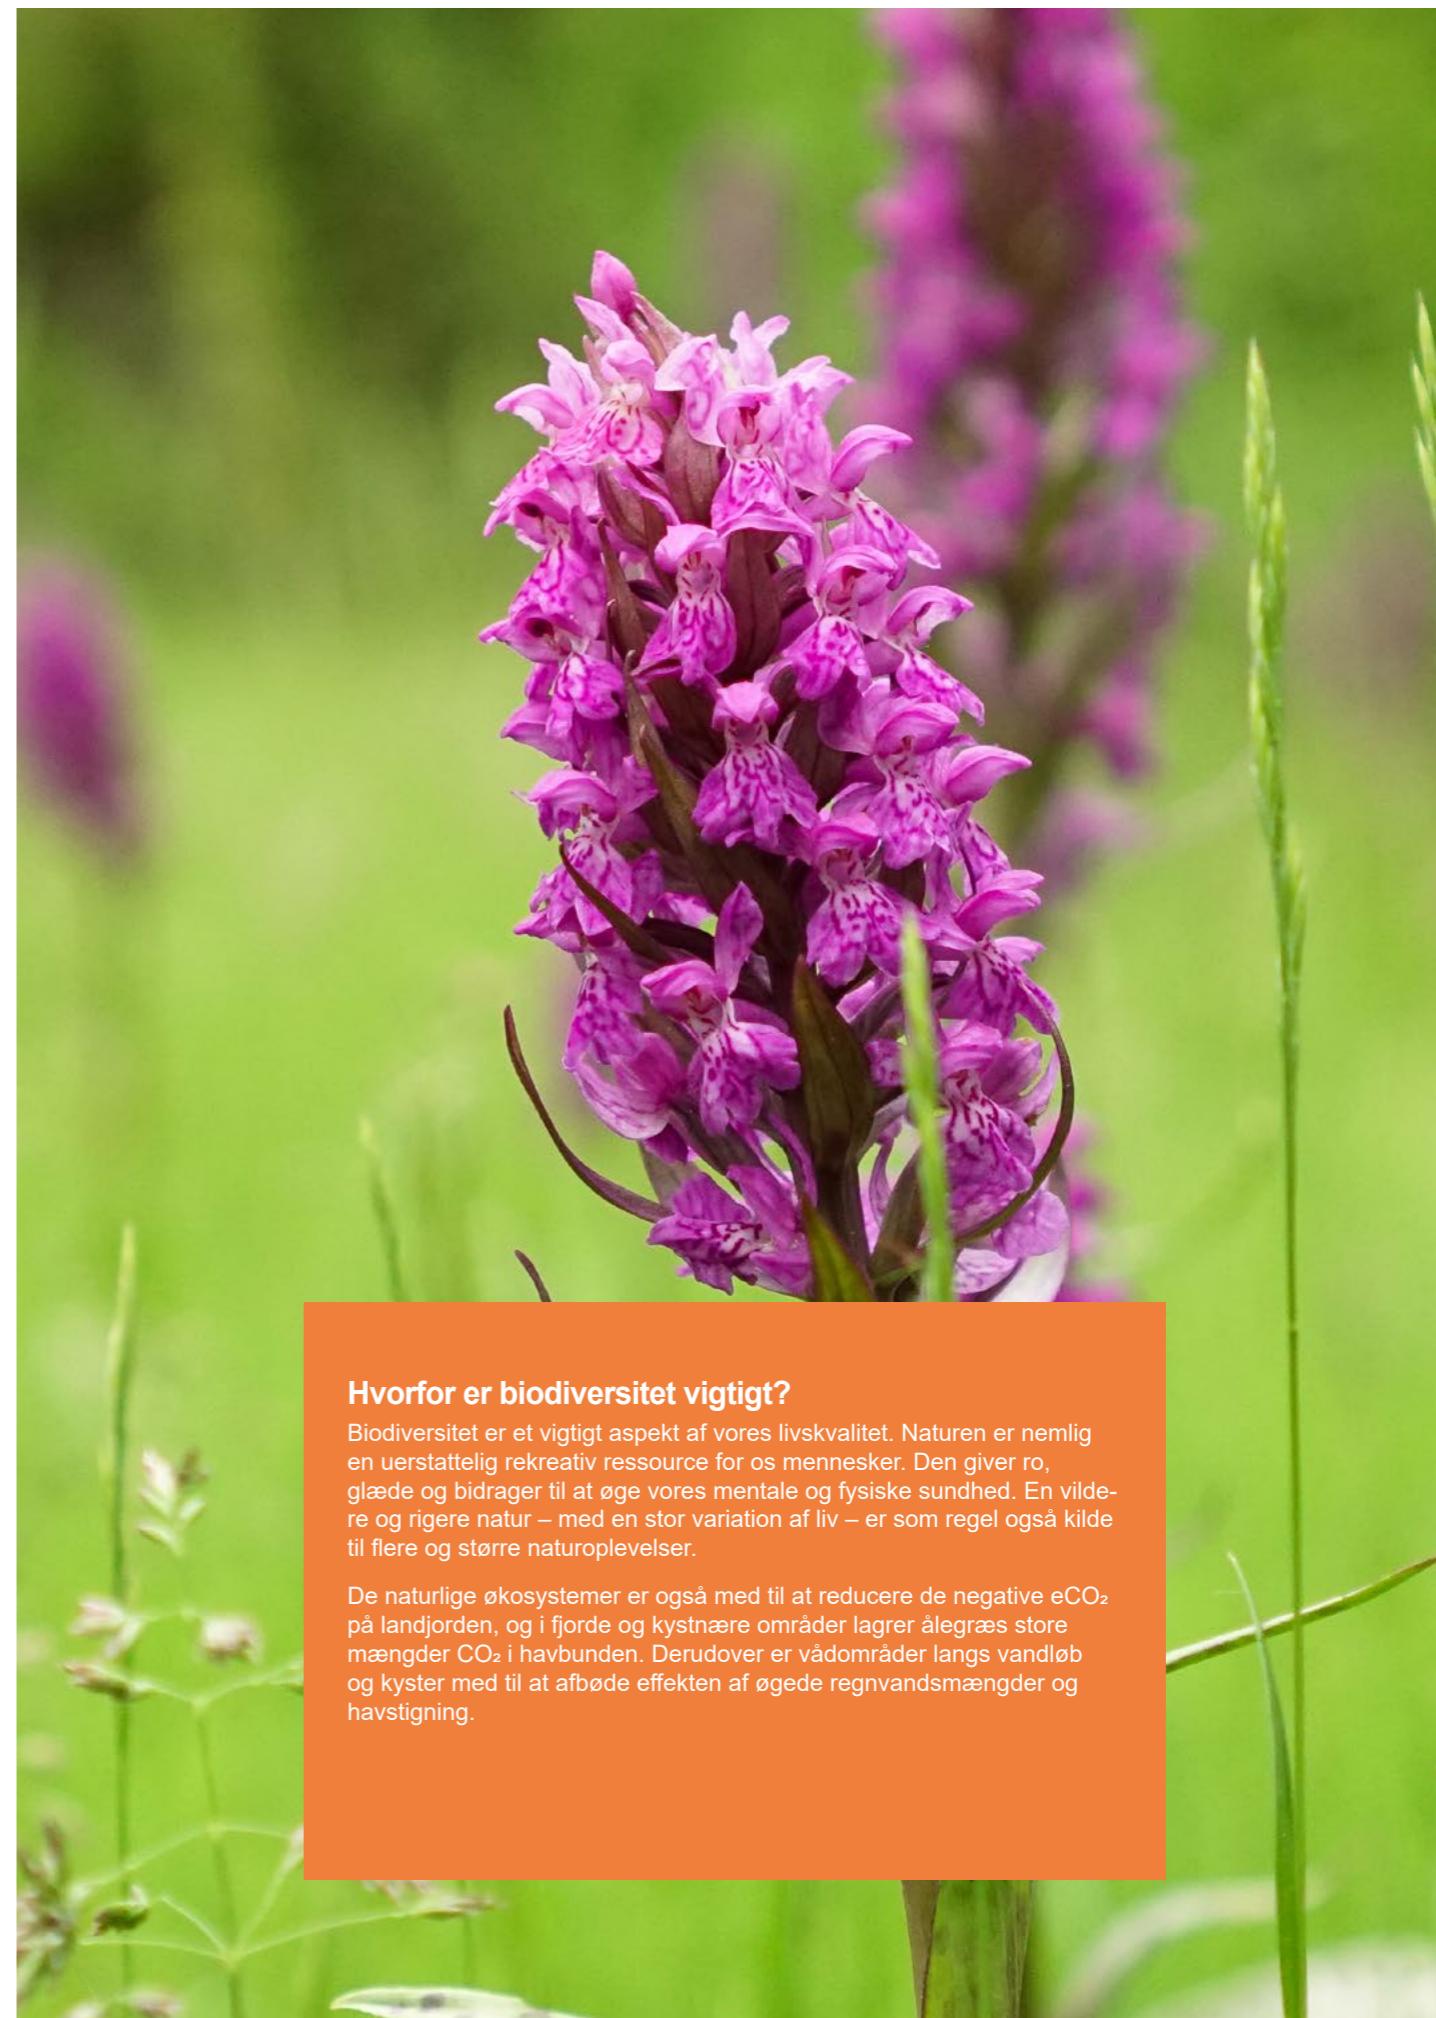 Hvorfor er biodiversitet vigtigt?
Biodiversitet er et vigtigt aspekt af vores livskvalitet. Naturen er nemlig
en uerstattelig rekreativ ressource for os mennesker. Den giver ro,
glæde og bidrager til at øge vores mentale og fysiske sundhed. En vilde-
re og rigere natur – med en stor variation af liv – er som regel også kilde
til flere og større naturoplevelser.
De naturlige økosystemer er også med til at reducere de negative eCO₂
på landjorden, og i fjorde og kystnære områder lagrer ålegræs store
mængder CO₂ i havbunden. Derudover er vådområder langs vandløb
og kyster med til at afbøde effekten af øgede regnvandsmængder og
havstigning.